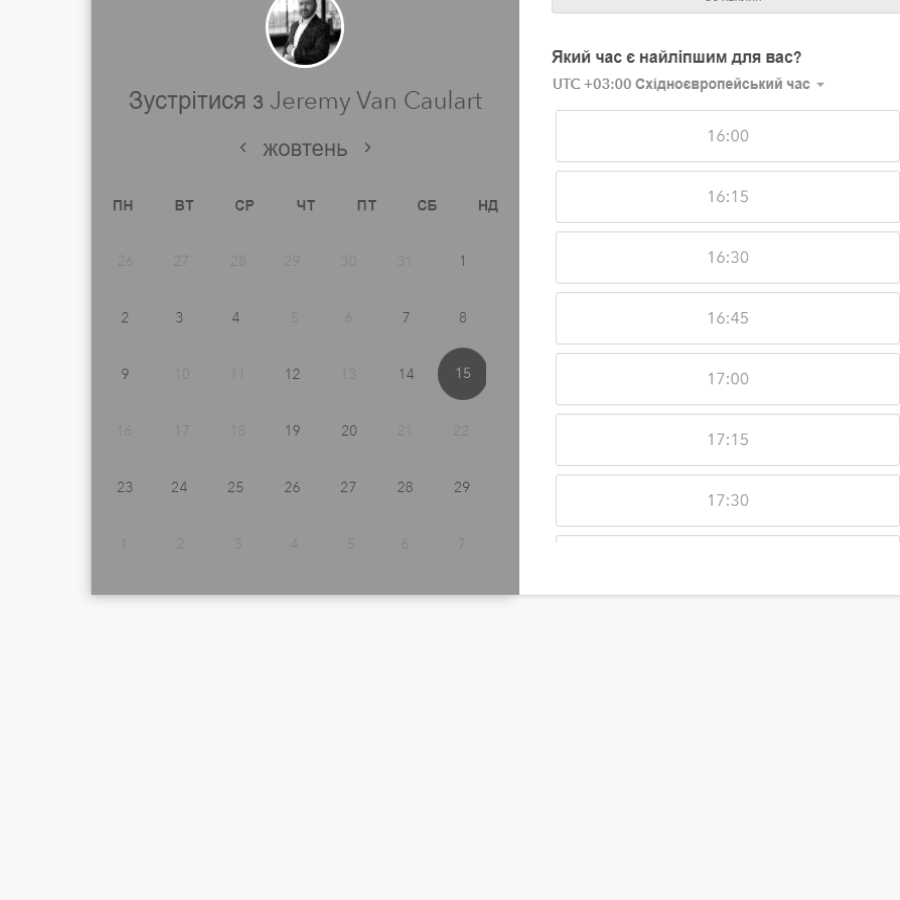 Зустрітися з Jeremy Van Caulart
жовтень
ПН ВТ СР ЧТ ПТ СБ НД
26 27 28 29 30 31 1
2 3 4 5 6 7 8
9 10 11 12 13 14 15
16 17 18 19 20 21 22
23 24 25 26 27 28 29
1 2 3 4 5 6 7
Який час є найліпшим для вас?
UTC +03:00 Східноєвропейський час
16:00
16:15
16:30
16:45
17:00
17:15
17:30